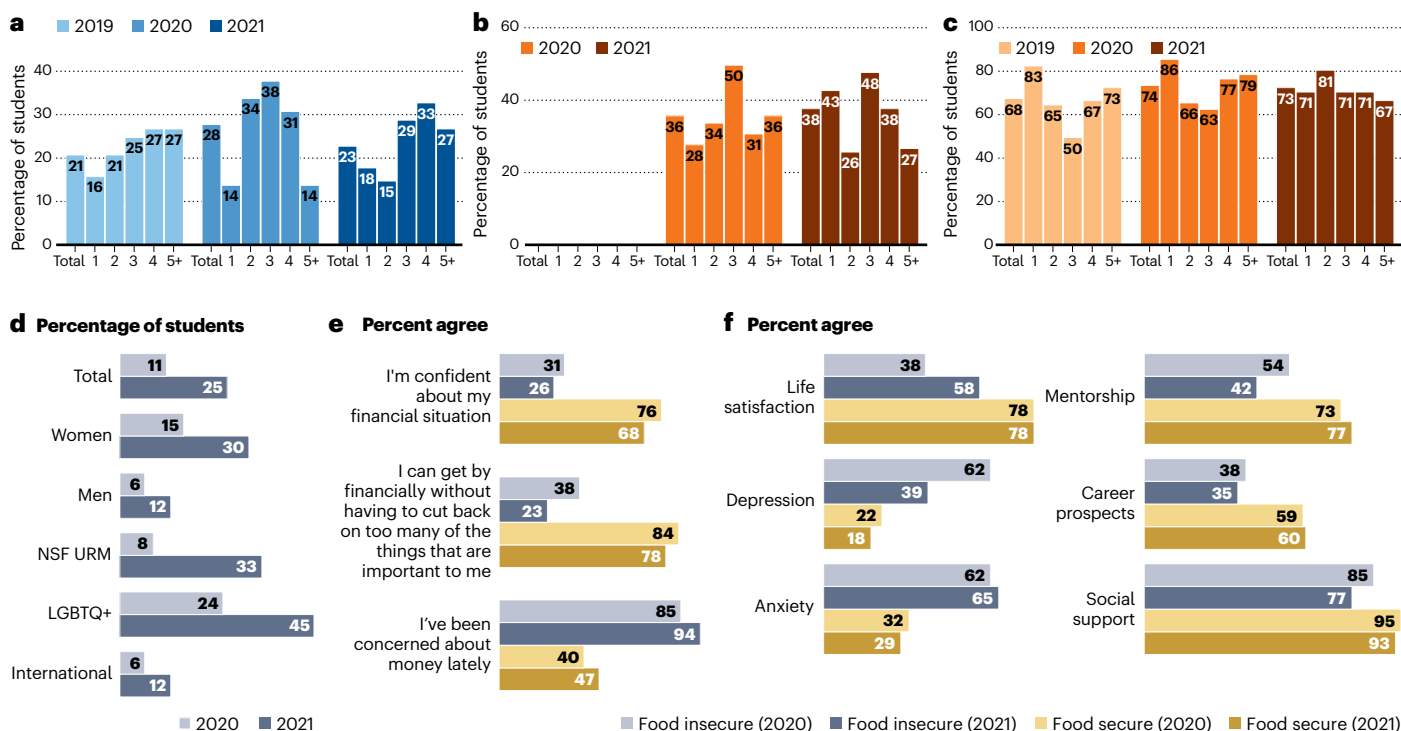 a
2019 2020 2021
Percentage of students
40
30
20
10
0
21 16 21 25 27 27
28 14 34 38 31 14
23 18 15 29 33 27
Total 1 2 3 4 5+ Total 1 2 3 4 5+ Total 1 2 3 4 5+
b
2020 2021
Percentage of students
60
40
20
0
36 28 34 50 31 36
38 43 26 48 38 27
Total 1 2 3 4 5+ Total 1 2 3 4 5+ Total 1 2 3 4 5+
c
2019 2020 2021
Percentage of students
100
80
60
40
20
0
68 83 65 50 67 73
74 86 66 63 77 79
73 71 81 71 71 67
Total 1 2 3 4 5+ Total 1 2 3 4 5+ Total 1 2 3 4 5+
d Percentage of students
Total
11
25
Women
15
30
Men
6
12
NSF URM
8
33
LGBTQ+
24
45
International
6
12
2020 2021
e Percent agree
I'm confident
about my
financial situation
31
26
76
68
I can get by
financially without
having to cut back
on too many of the
things that are
important to me
38
23
84
78
I've been
concerned about
money lately
85
94
40
47
f Percent agree
Life
satisfaction
38
58
78
78
Depression
62
39
22
18
Anxiety
62
65
32
29
Mentorship
54
42
73
77
Career
prospects
38
35
59
60
Social
support
85
77
95
93
Food insecure (2020) Food insecure (2021) Food secure (2020) Food secure (2021)